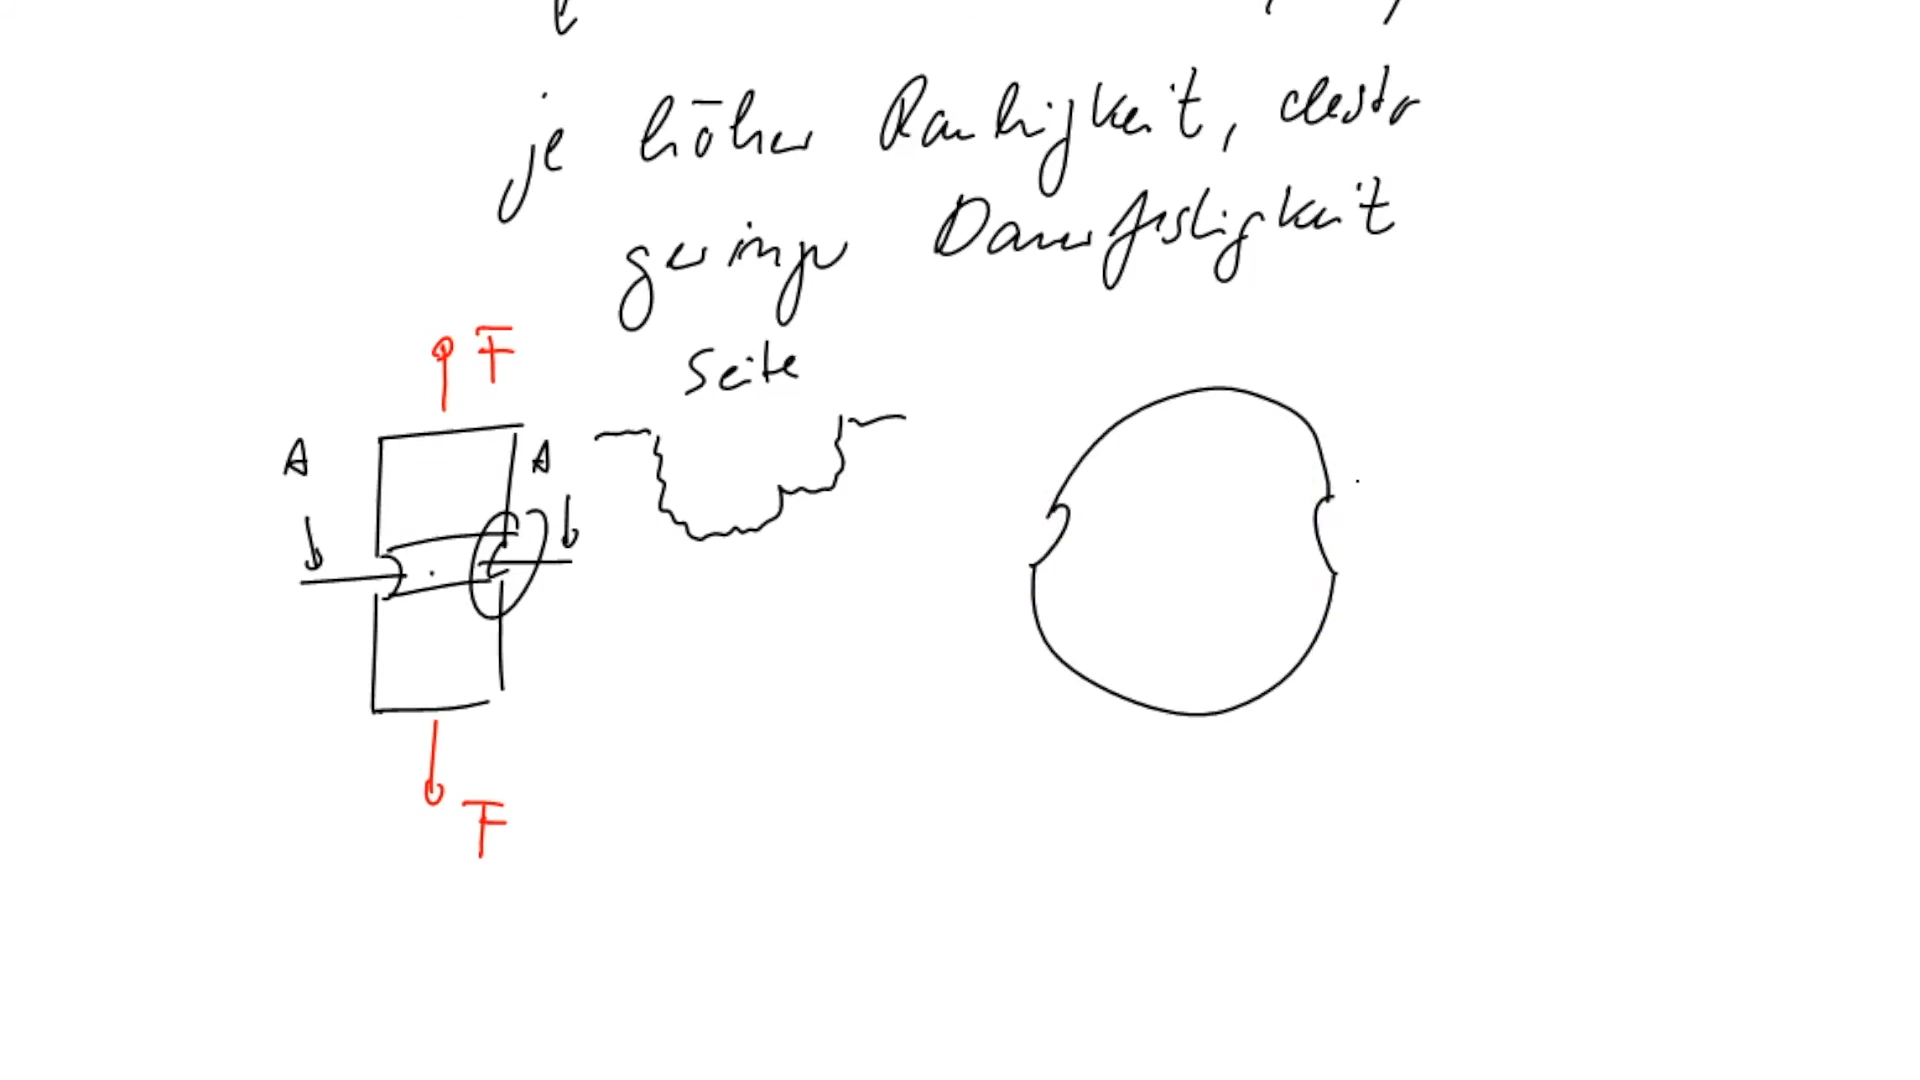 je höher Rauhigkeit, desto
geringer Dauerfestigkeit
Seite
F
A
A
F